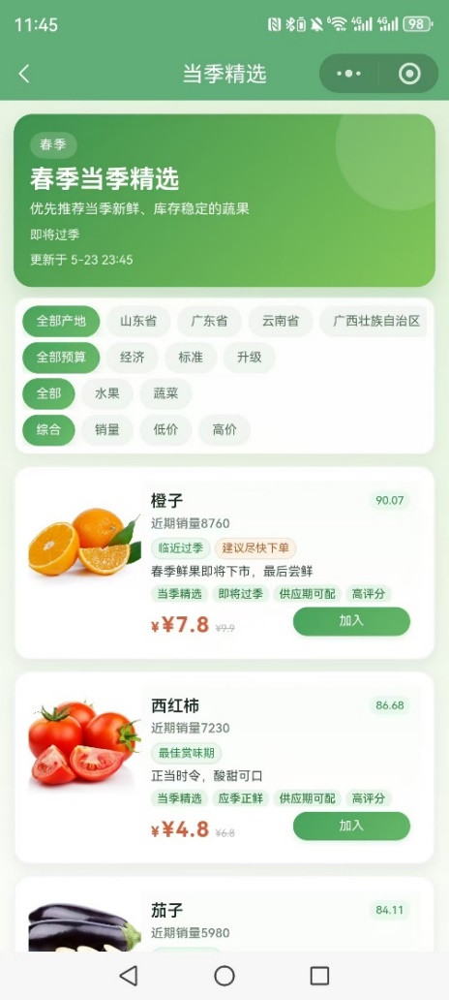 11:45
6 4G 4G 98
当季精选
春季
春季当季精选
优先推荐当季新鲜、库存稳定的蔬果
即将过季
更新于 5-23 23:45
全部产地 山东省 广东省 云南省 广西壮族自治区
全部预算 经济 标准 升级
全部 水果 蔬菜
综合 销量 低价 高价
橙子 90.07
近期销量8760
临近过季 建议尽快下单
春季鲜果即将下市，最后尝鲜
当季精选 即将过季 供应期可配 高评分
¥¥7.8 ¥9.9 加入
西红柿 86.68
近期销量7230
最佳赏味期
正当时令，酸甜可口
当季精选 应季正鲜 供应期可配 高评分
¥¥4.8 ¥6.8 加入
茄子 84.11
近期销量5980